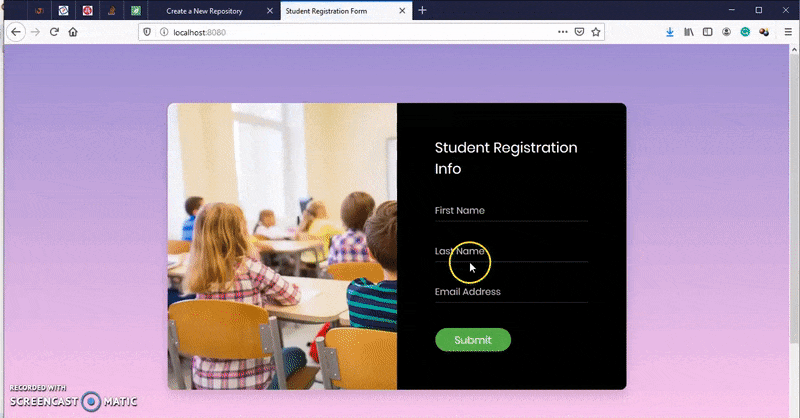 Create a New Repository
Student Registration Form
localhost:8080
Student Registration
Info
First Name
Last Name
Email Address
Submit
RECORDED WITH
SCREENCAST MATIC